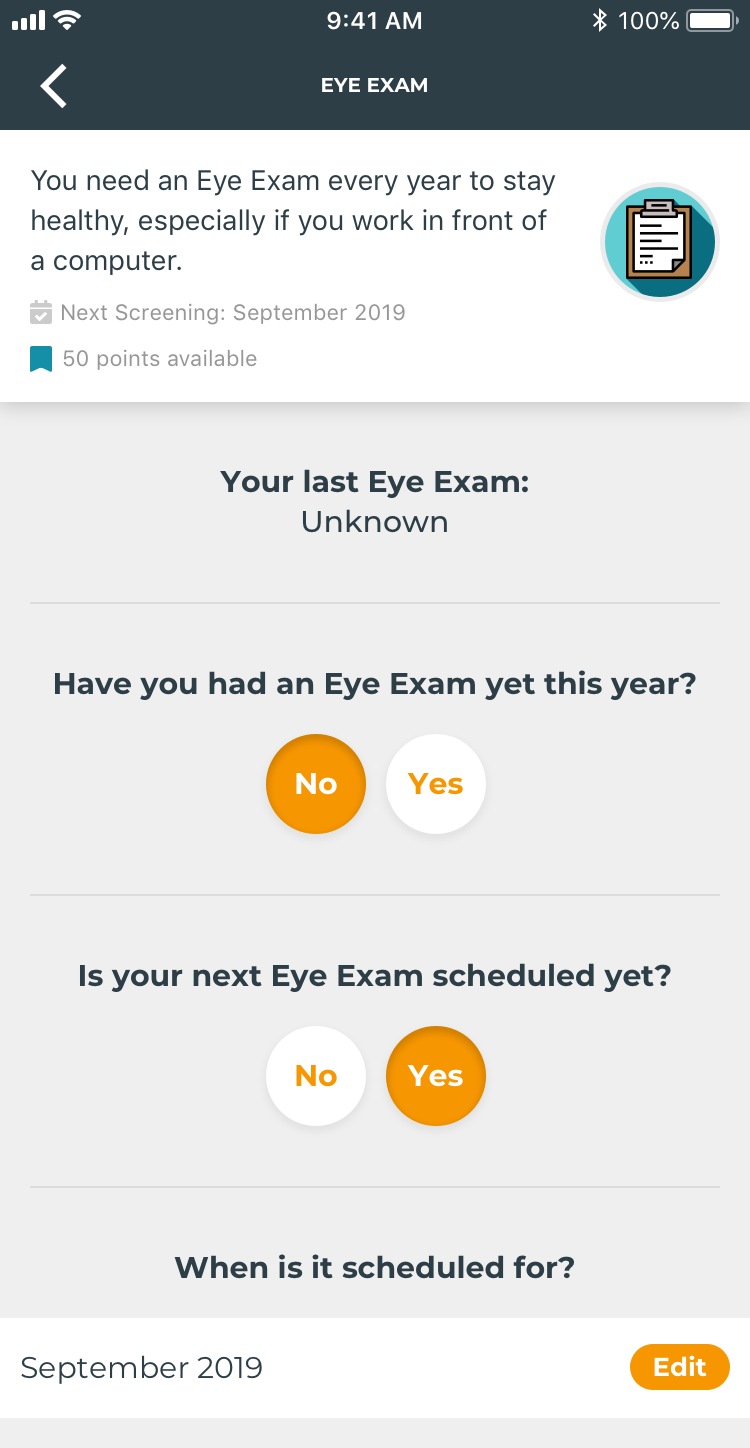 9:41 AM
100%
EYE EXAM
You need an Eye Exam every year to stay
healthy, especially if you work in front of
a computer.
Next Screening: September 2019
50 points available
Your last Eye Exam:
Unknown
Have you had an Eye Exam yet this year?
No Yes
Is your next Eye Exam scheduled yet?
No Yes
When is it scheduled for?
September 2019 Edit